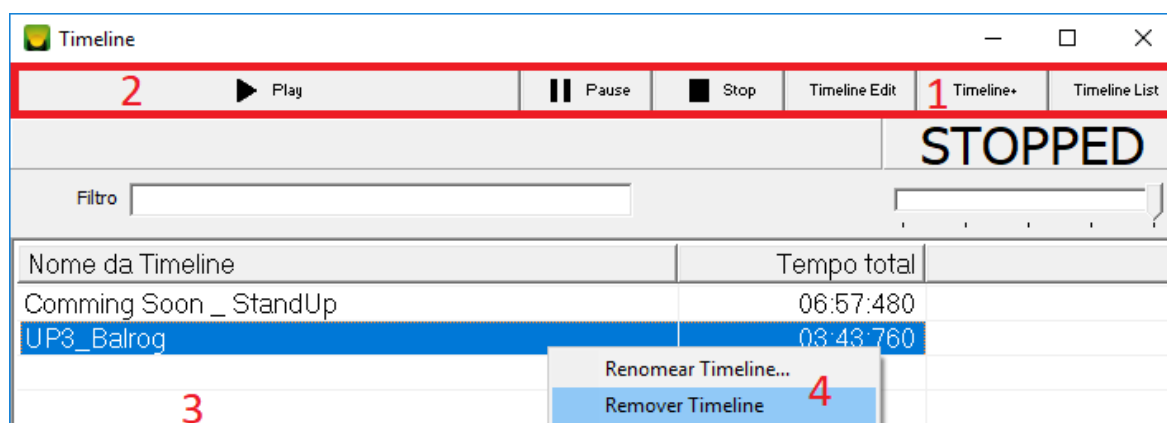 Timeline
2 Play Pause Stop Timeline Edit 1 Timeline+ Timeline List
STOPPED
Filtro
Nome da Timeline Tempo total
Comming Soon _ StandUp 06:57:480
UP3_Balrog 03:43:760
Renomear Timeline... 4
3 Remover Timeline